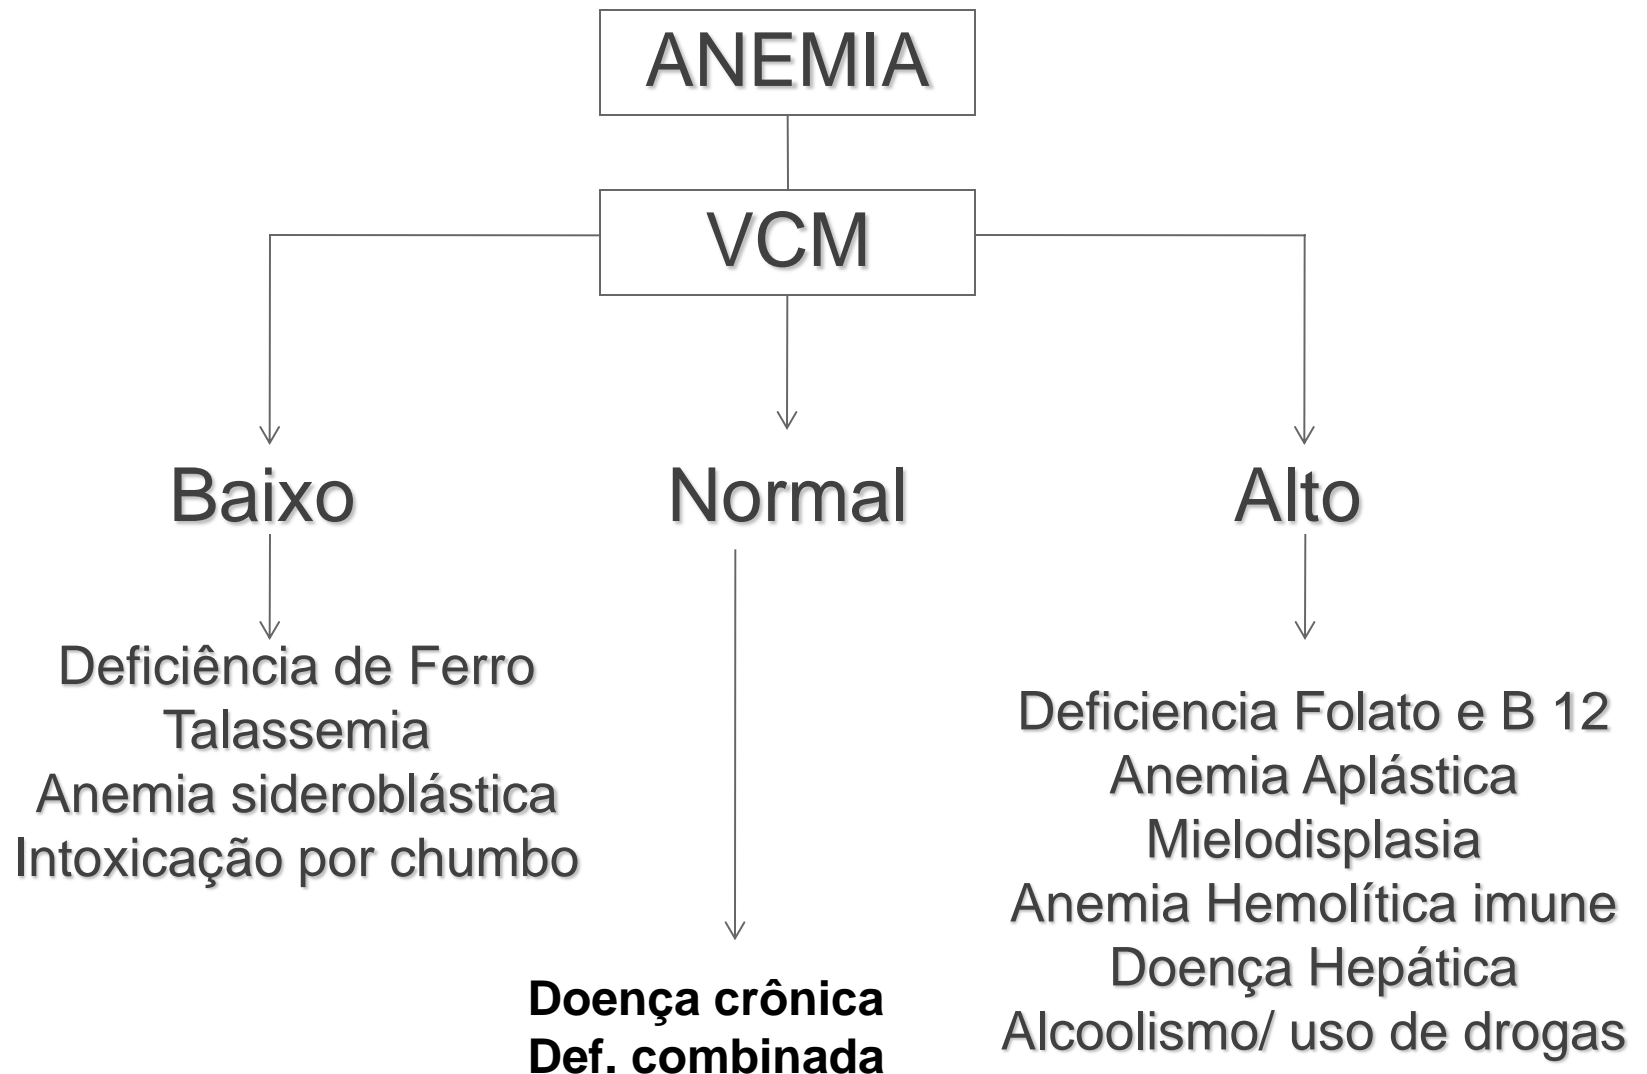 ANEMIA
VCM
Baixo
Normal
Alto
Deficiência de Ferro
Talassemia
Anemia sideroblástica
Intoxicação por chumbo
Doença crônica
Def. combinada
Deficiencia Folato e B 12
Anemia Aplástica
Mielodisplasia
Anemia Hemolítica imune
Doença Hepática
Alcoolismo/ uso de drogas